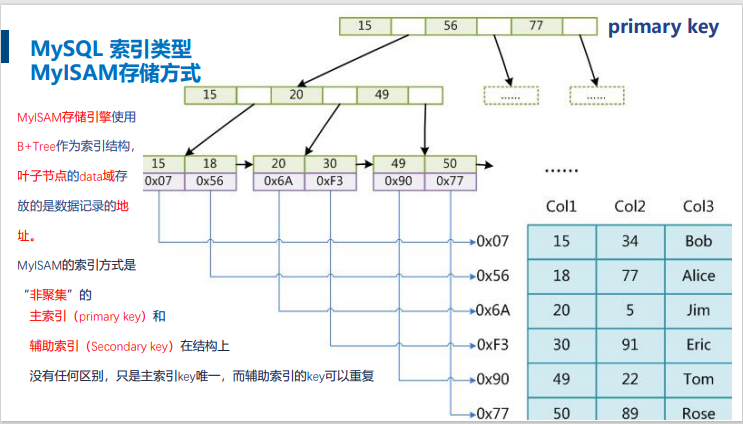 MySQL 索引类型
MyISAM存储方式
primary key
15 56 77
15 20 49
...... ......
15 18 20 30 49 50
0x07 0x56 0x6A 0xF3 0x90 0x77
......
MyISAM存储引擎使用
B+Tree作为索引结构，
叶子节点的data域存
放的是数据记录的地
址。
MyISAM的索引方式是
“非聚集”的
主索引（primary key）和
辅助索引（Secondary key）在结构上
没有任何区别，只是主索引key唯一，而辅助索引的key可以重复
Col1 Col2 Col3
0x07 15 34 Bob
0x56 18 77 Alice
0x6A 20 5 Jim
0xF3 30 91 Eric
0x90 49 22 Tom
0x77 50 89 Rose